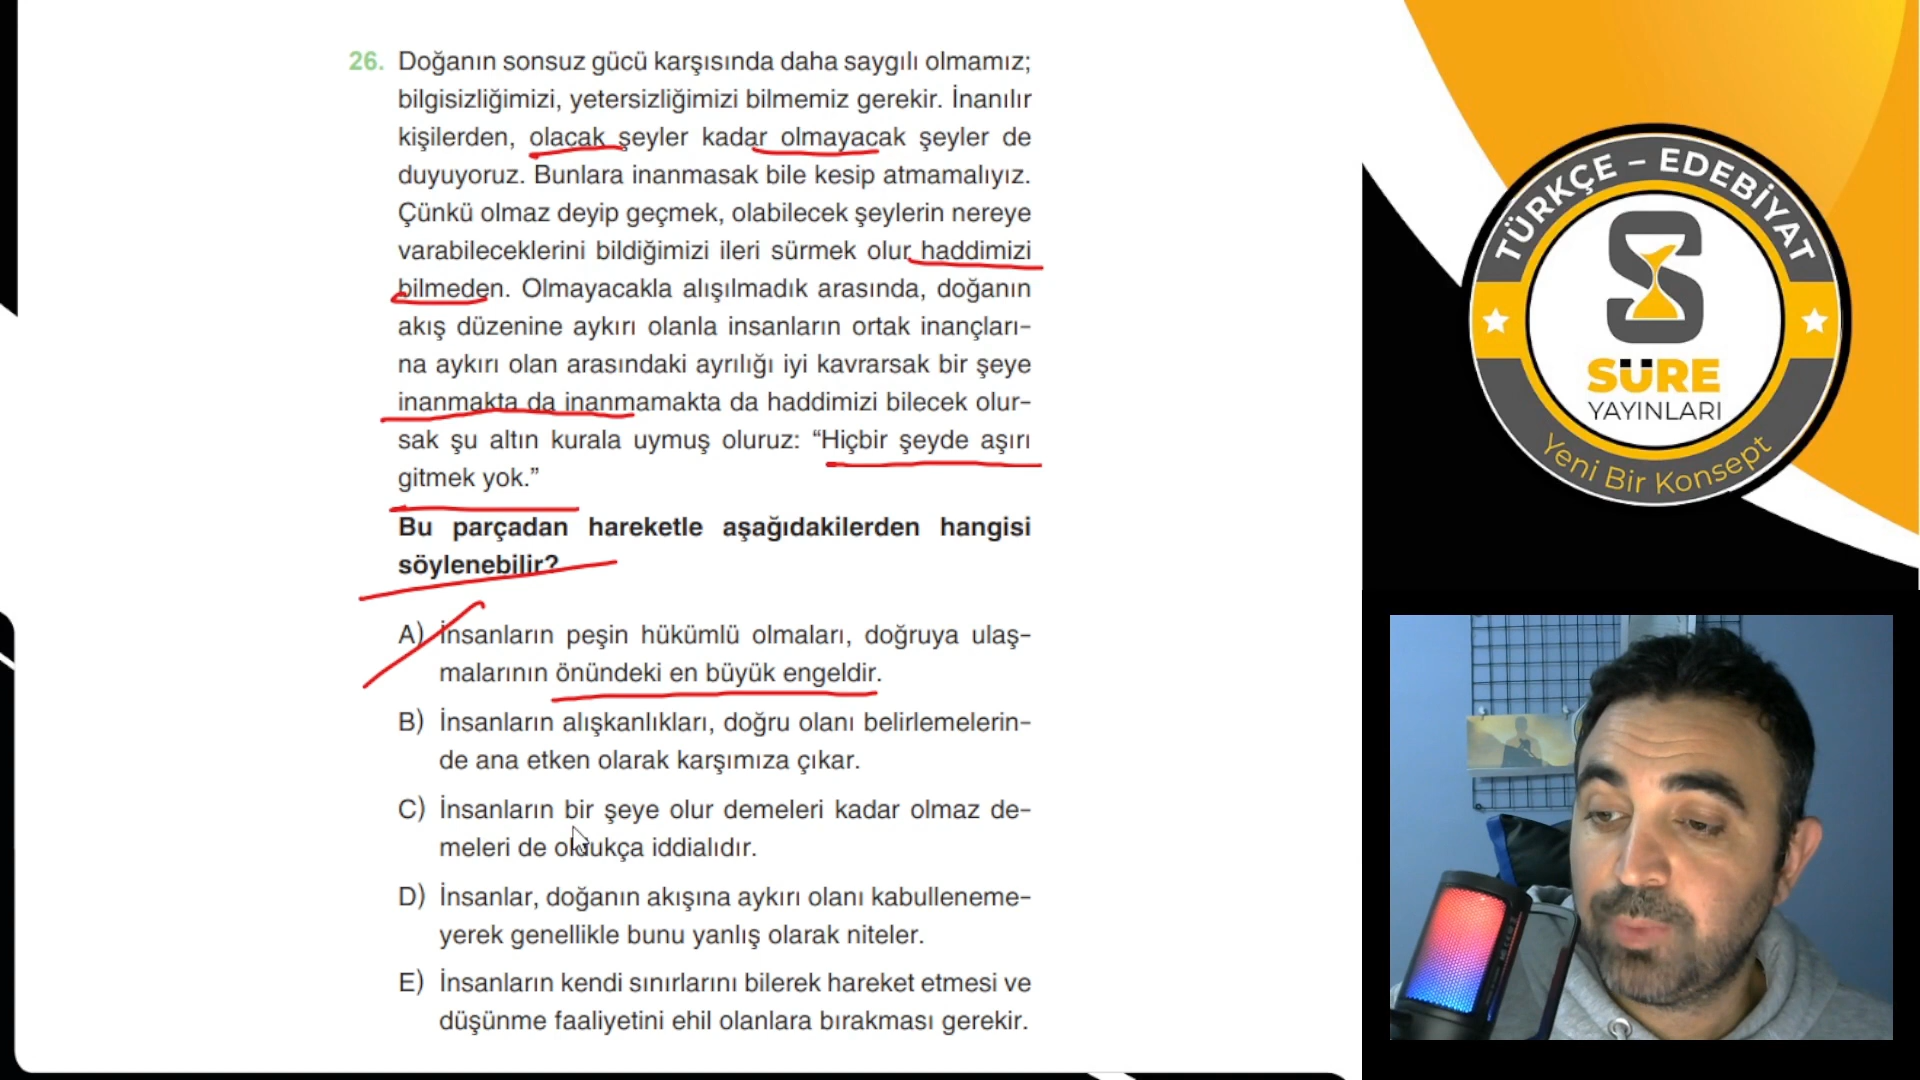 26. Doğanın sonsuz gücü karşısında daha saygılı olmamız;
bilgisizliğimizi, yetersizliğimizi bilmemiz gerekir. İnanılır
kişilerden, olacak şeyler kadar olmayacak şeyler de
duyuyoruz. Bunlara inanmasak bile kesip atmamalıyız.
Çünkü olmaz deyip geçmek, olabilecek şeylerin nereye
varabileceklerini bildiğimizi ileri sürmek olur haddimizi
bilmeden. Olmayacakla alışılmadık arasında, doğanın
akış düzenine aykırı olanla insanların ortak inançları-
na aykırı olan arasındaki ayrılığı iyi kavrarsak bir şeye
inanmakta da inanmamakta da haddimizi bilecek olur-
sak şu altın kurala uymuş oluruz: “Hiçbir şeyde aşırı
gitmek yok.”
Bu parçadan hareketle aşağıdakilerden hangisi
söylenebilir?
A) İnsanların peşin hükümlü olmaları, doğruya ulaş-
malarının önündeki en büyük engeldir.
B) İnsanların alışkanlıkları, doğru olanı belirlemelerin-
de ana etken olarak karşımıza çıkar.
C) İnsanların bir şeye olur demeleri kadar olmaz de-
meleri de oldukça iddialıdır.
D) İnsanlar, doğanın akışına aykırı olanı kabulleneme-
yerek genellikle bunu yanlış olarak niteler.
E) İnsanların kendi sınırlarını bilerek hareket etmesi ve
düşünme faaliyetini ehil olanlara bırakması gerekir.
TÜRKÇE – EDEBİYAT
SÜRE
YAYINLARI
Yeni Bir Konsept